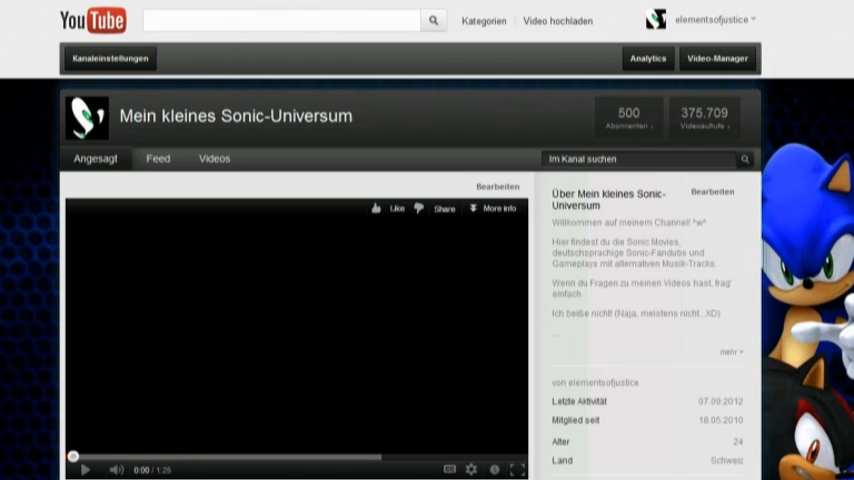 YouTube
Kategorien
Video hochladen
elementsofjustice
Kanaleinstellungen
Analytics
Video-Manager
Mein kleines Sonic-Universum
500
Abonnenten
375.709
Videoaufrufe
Angesagt
Feed
Videos
Im Kanal suchen
Bearbeiten
Like
Share
More info
0:00 / 1:25
CC
Über Mein kleines Sonic-
Universum
Bearbeiten
Willkommen auf meinem Channel! ^w^
Hier findest du die Sonic Movies,
deutschsprachige Sonic-Fandubs und
Gameplays mit alternativen Musik-Tracks.
Wenn du Fragen zu meinen Videos hast, frag'
einfach.
Ich beiße nicht! (Naja, meistens nicht...XD)
...
mehr
von elementsofjustice
Letzte Aktivität 07.09.2012
Mitglied seit 18.05.2010
Alter 24
Land Schweiz